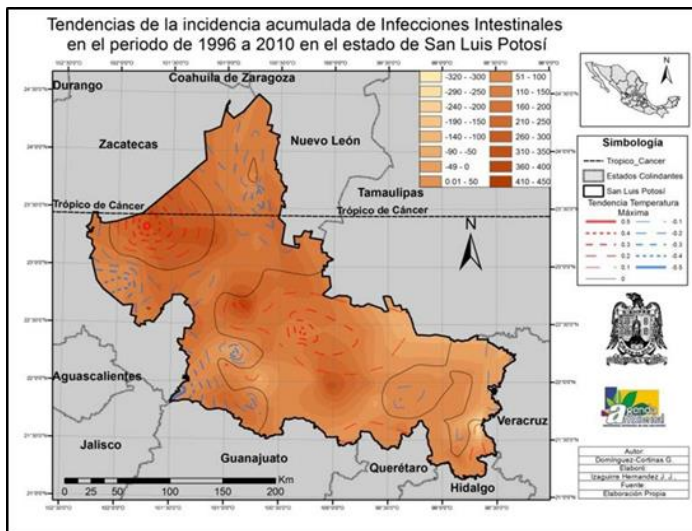 Tendencias de la incidencia acumulada de Infecciones Intestinales
en el periodo de 1996 a 2010 en el estado de San Luis Potosí
Durango
Coahuila de Zaragoza
Zacatecas
Nuevo León
Tamaulipas
Trópico de Cáncer
Trópico de Cáncer
Aguascalientes
Jalisco
Guanajuato
Querétaro
Hidalgo
Veracruz
N
-320 - -300
-290 - -250
-240 - -200
-190 - -150
-140 - -100
-90 - -50
-49 - 0
0.01 - 50
51 - 100
110 - 150
160 - 200
210 - 250
260 - 300
310 - 350
360 - 400
410 - 450
Km
0 25 50 100 150 200
N
Simbología
Tropico_Cancer
Estados Colindantes
San Luis Potosí
Tendencia Temperatura
Máxima
0.5
0.4
0.3
0.2
0.1
0
-0.1
-0.2
-0.3
-0.4
-0.5
Autor:
Domínguez-Cortinas G.
Elaboró:
Izaguirre Hernandez J. J.,
Fuente:
Elaboración Propia